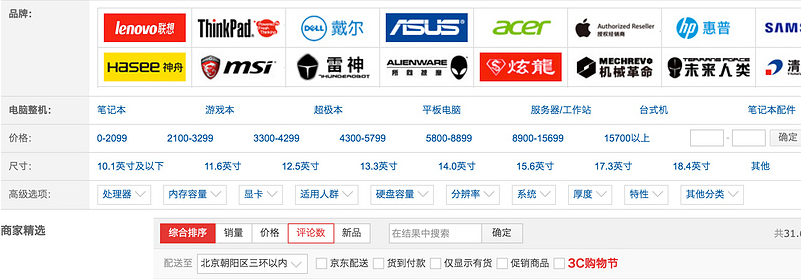 品牌：
lenovo联想 ThinkPad DELL 戴尔 ASUS acer Authorized Reseller 授权经销商 hp 惠普 SAMS
HASEE 神舟 msi 雷神 THUNDEROBOT ALIENWARE 外星人 炫龍 MECHREVO 机械革命 TERRANS FORCE 未来人类 清
电脑整机： 笔记本 游戏本 超极本 平板电脑 服务器/工作站 台式机 笔记本配件
价格： 0-2099 2100-3299 3300-4299 4300-5799 5800-8899 8900-15699 15700以上 - 确定
尺寸： 10.1英寸及以下 11.6英寸 12.5英寸 13.3英寸 14.0英寸 15.6英寸 17.3英寸 18.4英寸 其他
高级选项： 处理器 内存容量 显卡 适用人群 硬盘容量 分辨率 系统 厚度 特性 其他分类
商家精选 综合排序 销量 价格 评论数 新品 在结果中搜索 确定 共31.
配送至 北京朝阳区三环以内 京东配送 货到付款 仅显示有货 促销商品 3C购物节